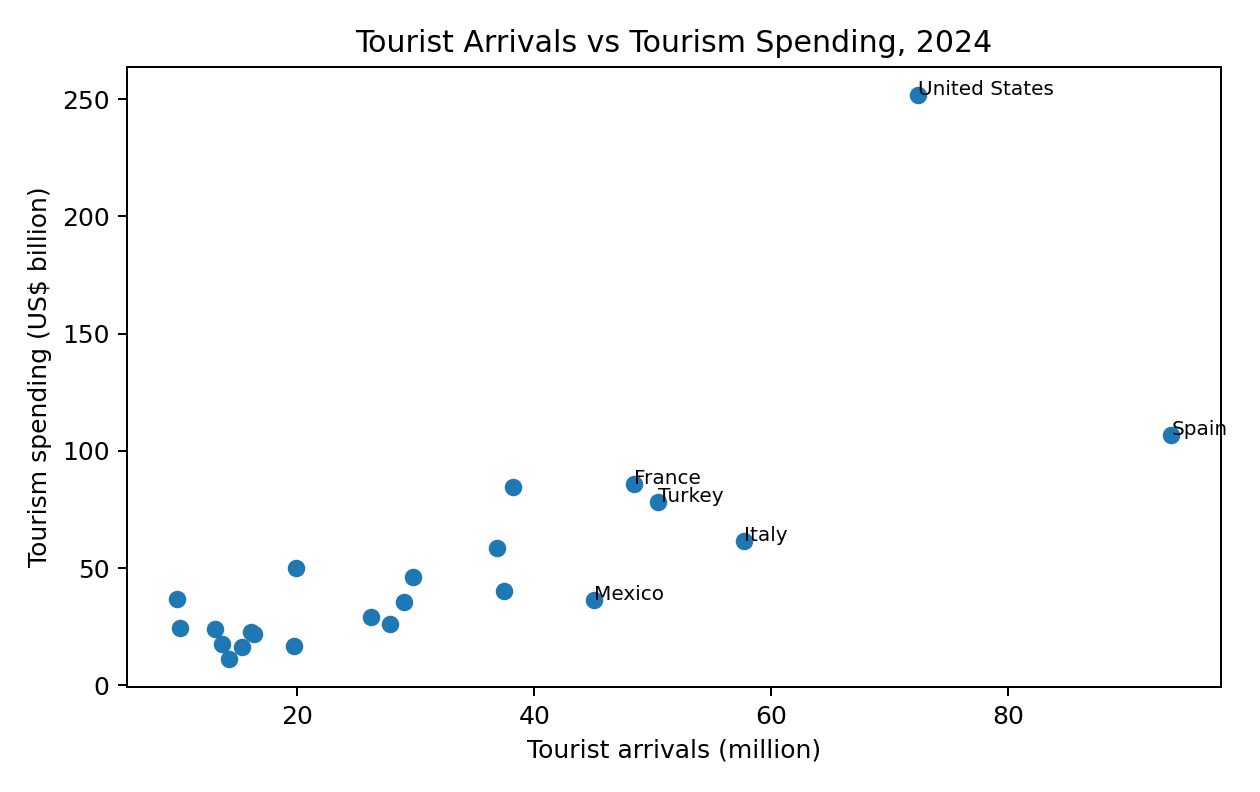 Tourist Arrivals vs Tourism Spending, 2024
United States
250
200
150
Spain
100
France
Turkey
Italy
Mexico
50
0
20 40 60 80
Tourist arrivals (million)
Tourism spending (US$ billion)